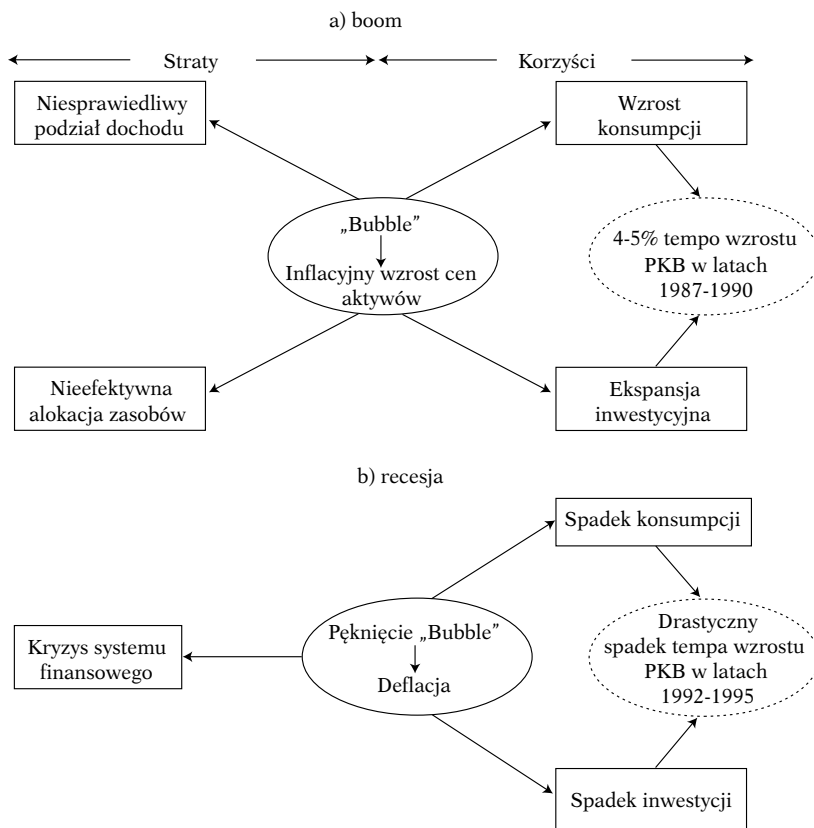 a) boom
Straty
Korzyści
Niesprawiedliwy
podział dochodu
Wzrost
konsumpcji
„Bubble”
Inflacyjny wzrost cen
aktywów
4-5% tempo wzrostu
PKB w latach
1987-1990
Nieefektywna
alokacja zasobów
Ekspansja
inwestycyjna
b) recesja
Spadek konsumpcji
Kryzys systemu
finansowego
Pęknięcie „Bubble”
Deflacja
Drastyczny
spadek tempa wzrostu
PKB w latach
1992-1995
Spadek inwestycji